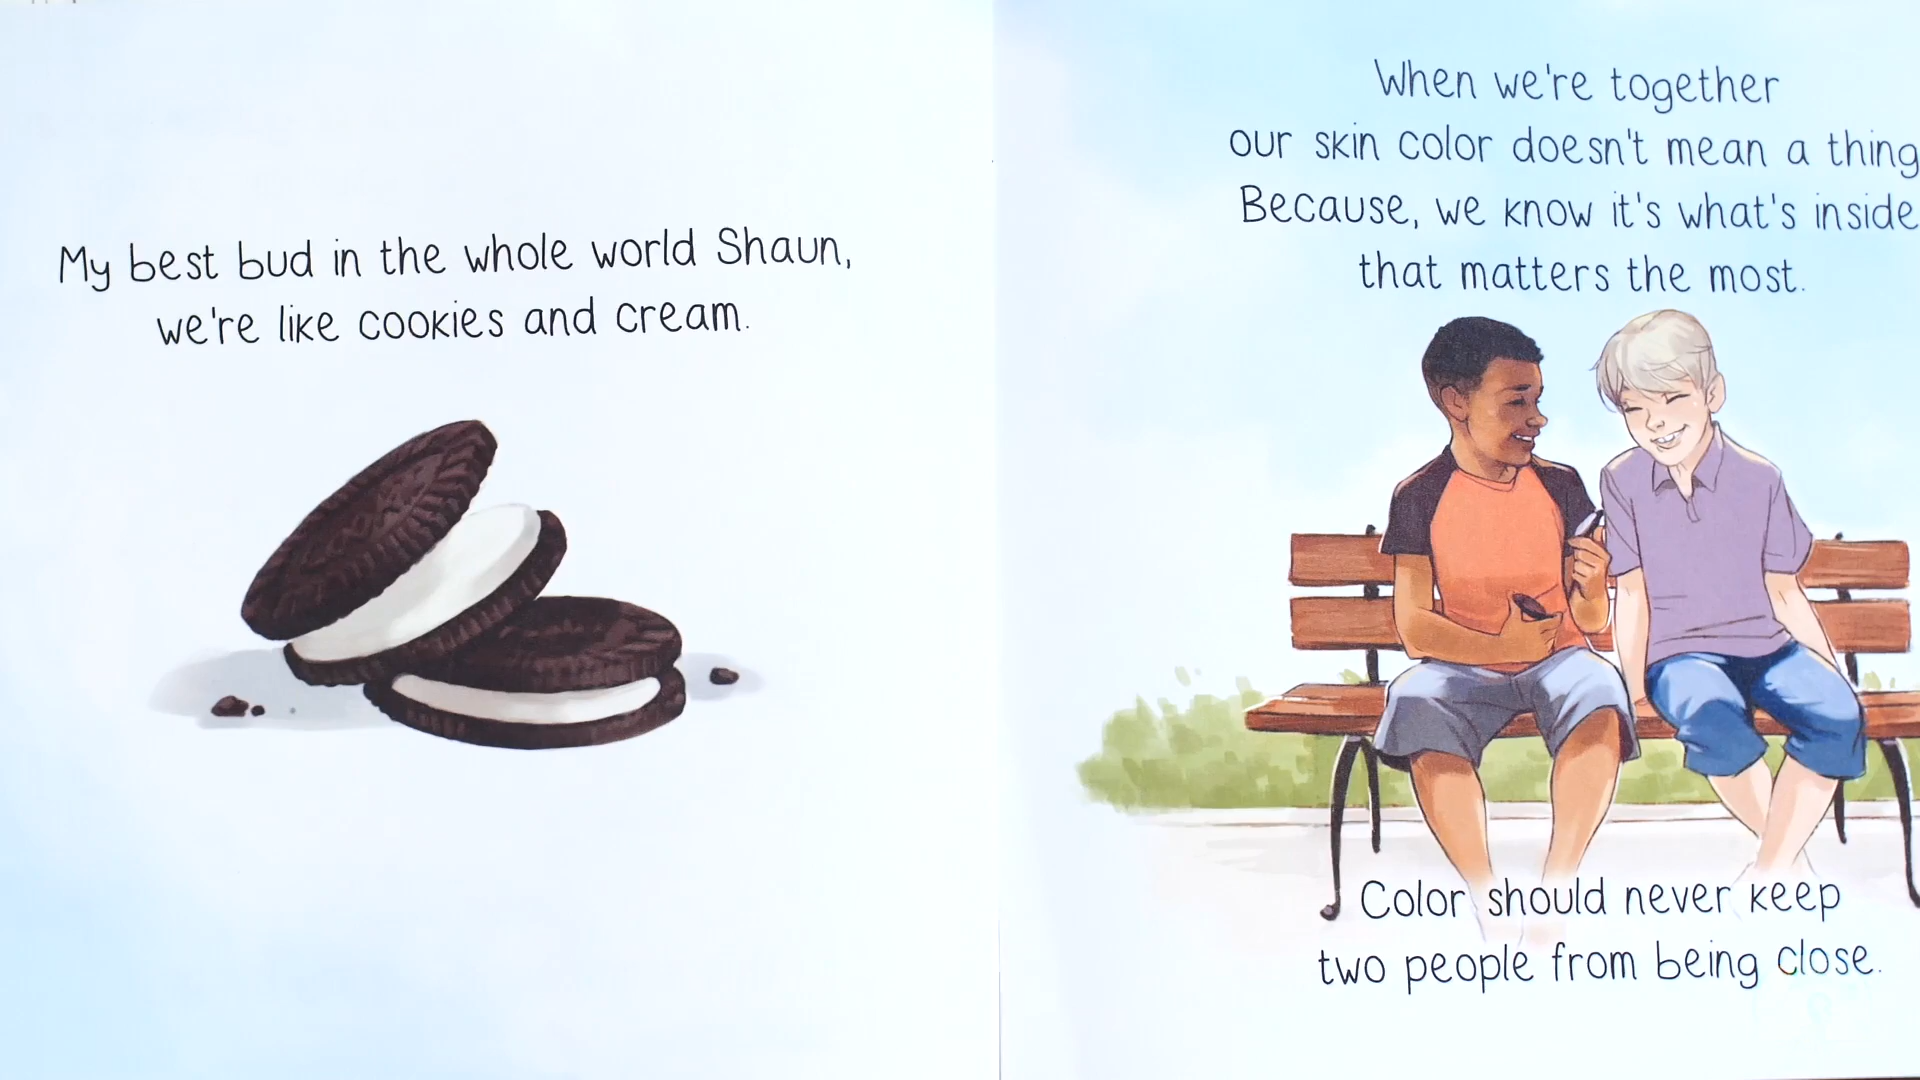 My best bud in the whole world Shaun,
we're like cookies and cream.
When we're together
our skin color doesn't mean a thing
Because, we know it's what's inside
that matters the most.
Color should never keep
two people from being close.